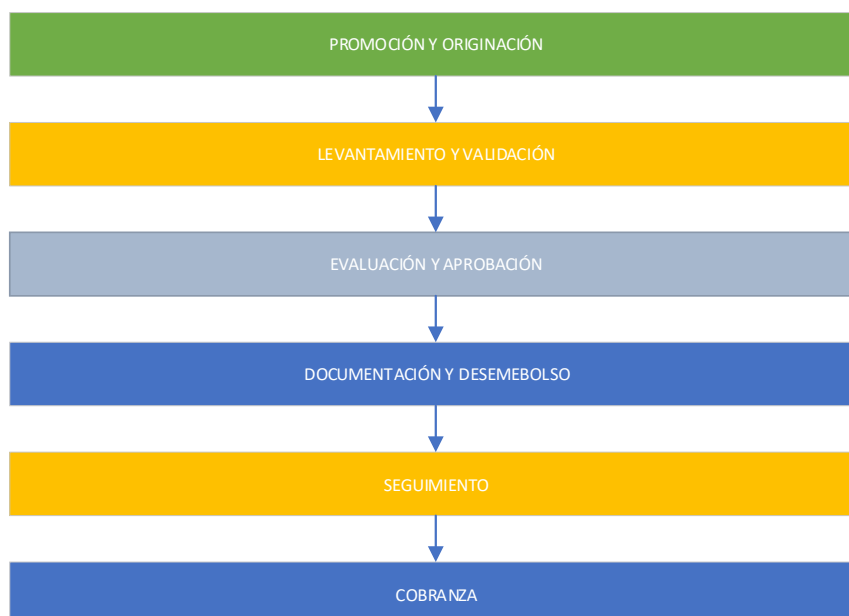 PROMOCIÓN Y ORIGINACIÓN
LEVANTAMIENTO Y VALIDACIÓN
EVALUACIÓN Y APROBACIÓN
DOCUMENTACIÓN Y DESEMEBOLSO
SEGUIMIENTO
COBRANZA